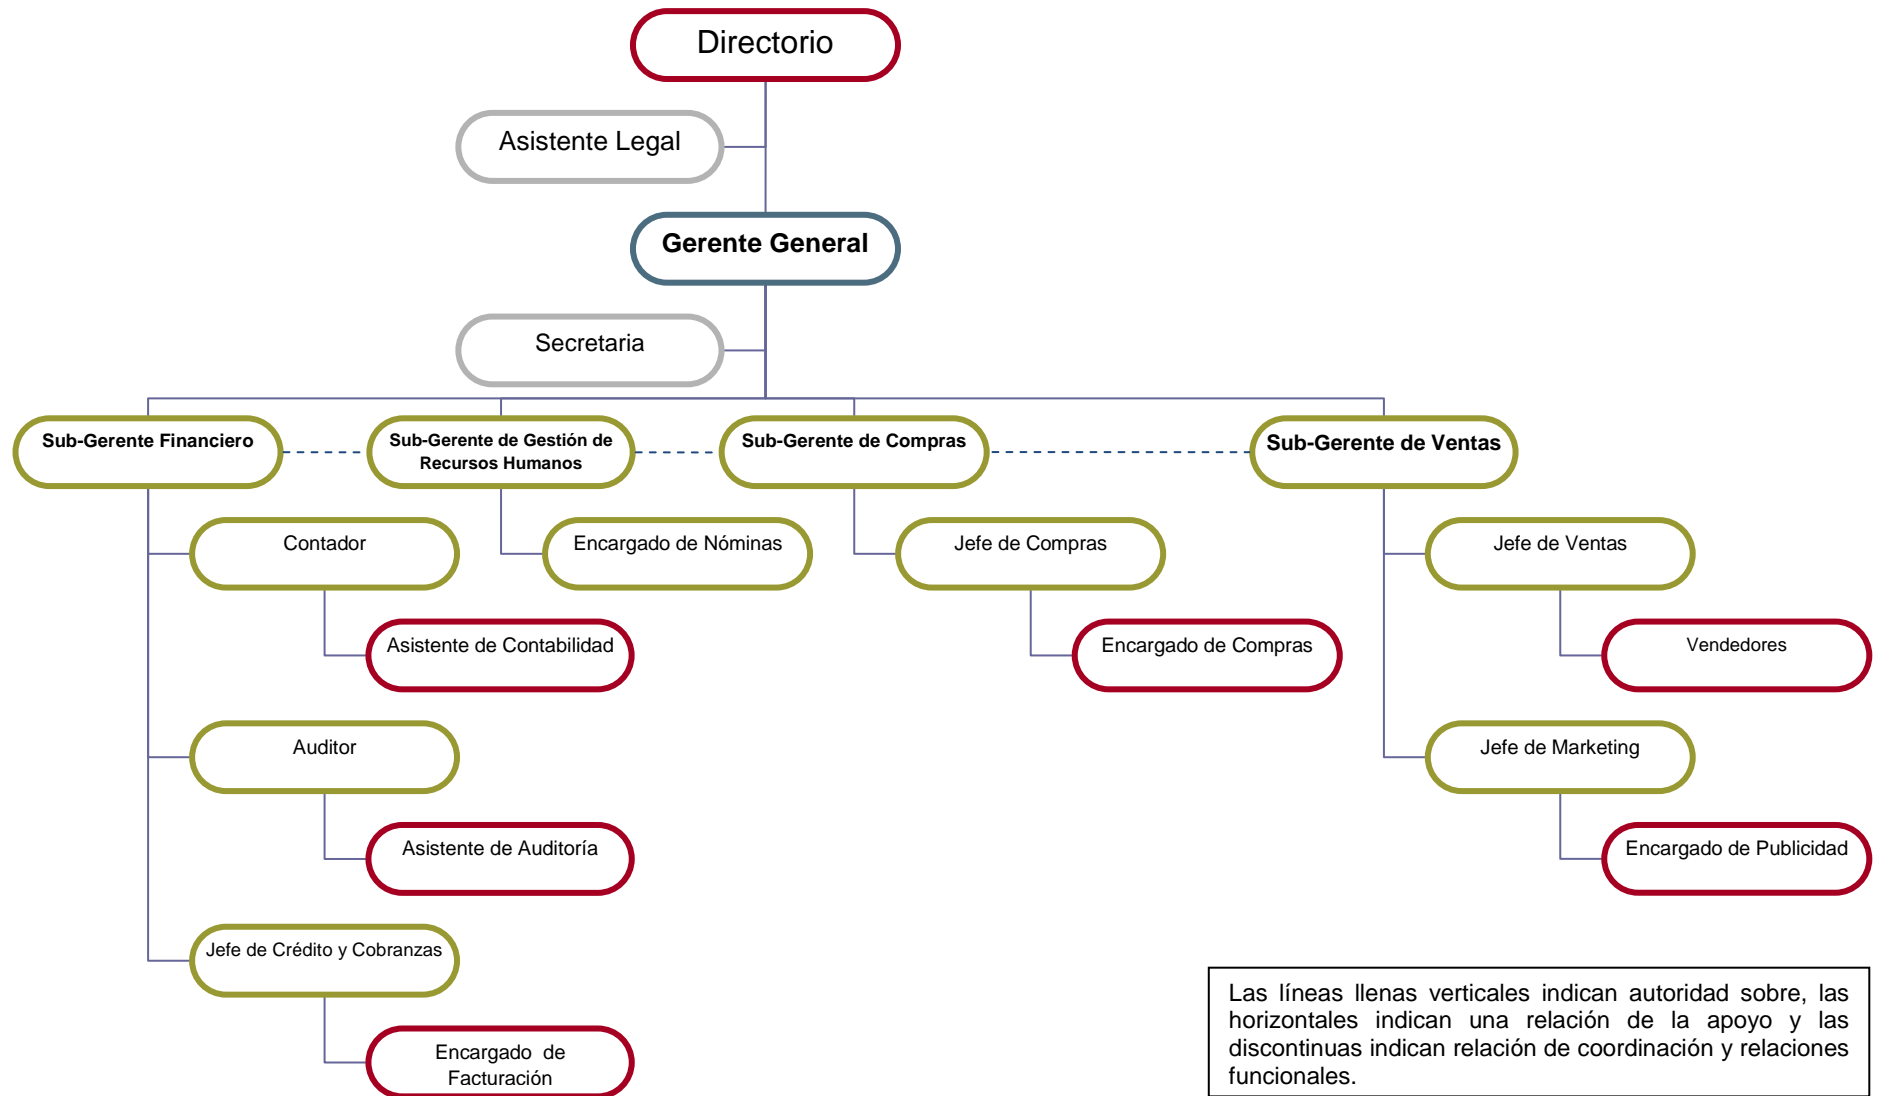 Directorio
Asistente Legal
Gerente General
Secretaria
Sub-Gerente Financiero
Sub-Gerente de Gestión de
Recursos Humanos
Sub-Gerente de Compras
Sub-Gerente de Ventas
Contador
Encargado de Nóminas
Jefe de Compras
Jefe de Ventas
Asistente de Contabilidad
Encargado de Compras
Vendedores
Auditor
Jefe de Marketing
Asistente de Auditoría
Encargado de Publicidad
Jefe de Crédito y Cobranzas
Encargado de
Facturación
Las líneas llenas verticales indican autoridad sobre, las
horizontales indican una relación de la apoyo y las
discontinuas indican relación de coordinación y relaciones
funcionales.